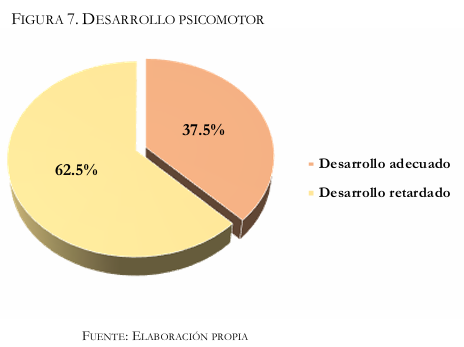 FIGURA 7. DESARROLLO PSICOMOTOR
37.5%
62.5%
Desarrollo adecuado
Desarrollo retardado
FUENTE: ELABORACIÓN PROPIA